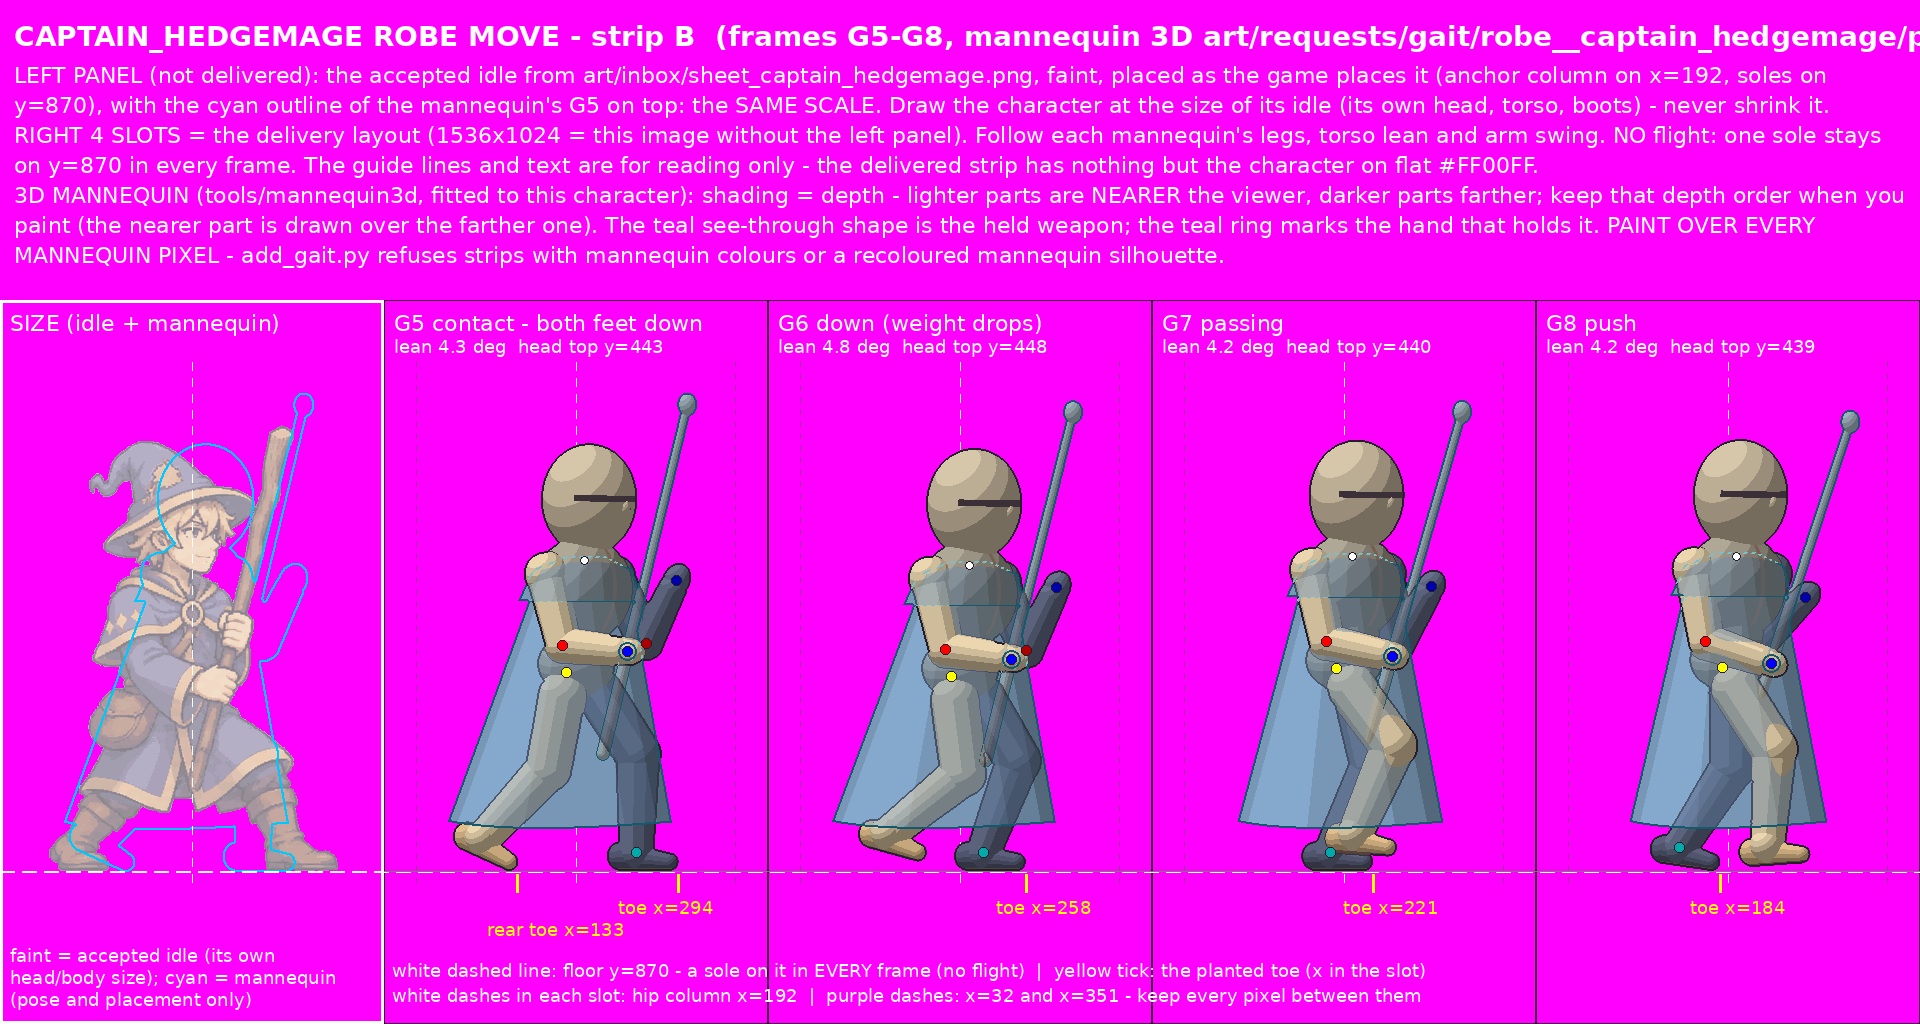 CAPTAIN_HEDGEMAGE ROBE MOVE - strip B (frames G5-G8, mannequin 3D art/requests/gait/robe__captain_hedgemage/p
LEFT PANEL (not delivered): the accepted idle from art/inbox/sheet_captain_hedgemage.png, faint, placed as the game places it (anchor column on x=192, soles on
y=870), with the cyan outline of the mannequin's G5 on top: the SAME SCALE. Draw the character at the size of its idle (its own head, torso, boots) - never shrink it.
RIGHT 4 SLOTS = the delivery layout (1536x1024 = this image without the left panel). Follow each mannequin's legs, torso lean and arm swing. NO flight: one sole stays
on y=870 in every frame. The guide lines and text are for reading only - the delivered strip has nothing but the character on flat #FF00FF.
3D MANNEQUIN (tools/mannequin3d, fitted to this character): shading = depth - lighter parts are NEARER the viewer, darker parts farther; keep that depth order when you
paint (the nearer part is drawn over the farther one). The teal see-through shape is the held weapon; the teal ring marks the hand that holds it. PAINT OVER EVERY
MANNEQUIN PIXEL - add_gait.py refuses strips with mannequin colours or a recoloured mannequin silhouette.
SIZE (idle + mannequin)
G5 contact - both feet down
lean 4.3 deg head top y=443
G6 down (weight drops)
lean 4.8 deg head top y=448
G7 passing
lean 4.2 deg head top y=440
G8 push
lean 4.2 deg head top y=439
toe x=294
rear toe x=133
toe x=258
toe x=221
toe x=184
faint = accepted idle (its own
head/body size); cyan = mannequin
(pose and placement only)
white dashed line: floor y=870 - a sole on it in EVERY frame (no flight) | yellow tick: the planted toe (x in the slot)
white dashes in each slot: hip column x=192 | purple dashes: x=32 and x=351 - keep every pixel between them